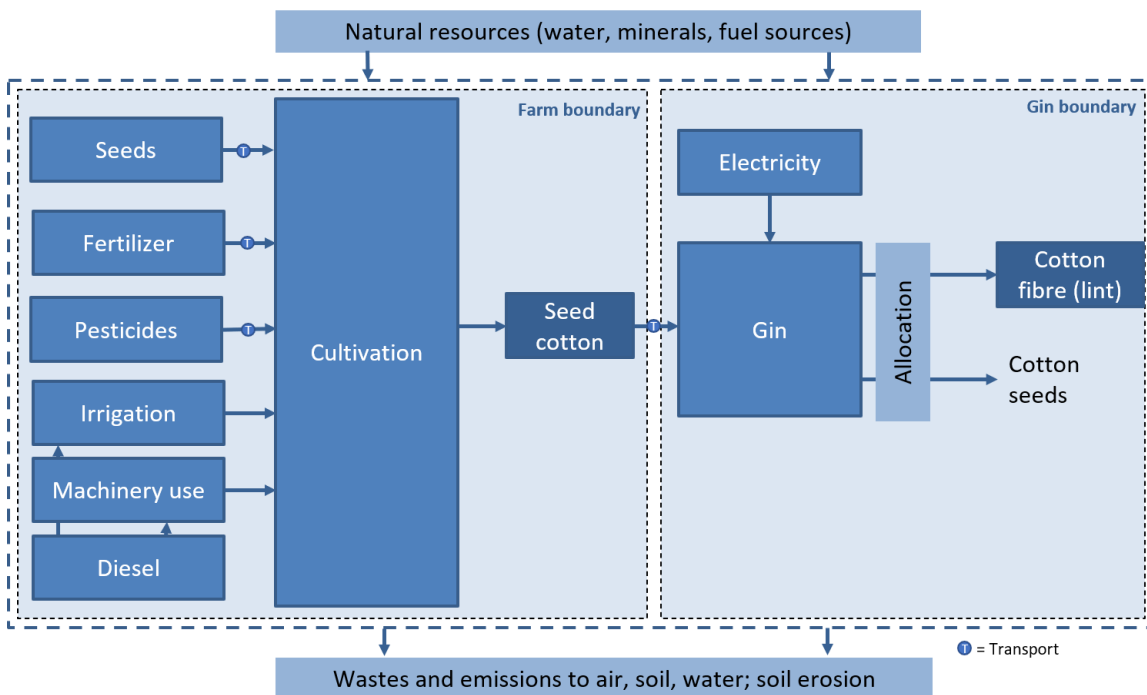 Natural resources (water, minerals, fuel sources)
Farm boundary
Gin boundary
Seeds
T
Fertilizer
T
Pesticides
T
Irrigation
Machinery use
Diesel
Cultivation
Seed
cotton
T
Electricity
Gin
Allocation
Cotton
fibre (lint)
Cotton
seeds
T = Transport
Wastes and emissions to air, soil, water; soil erosion